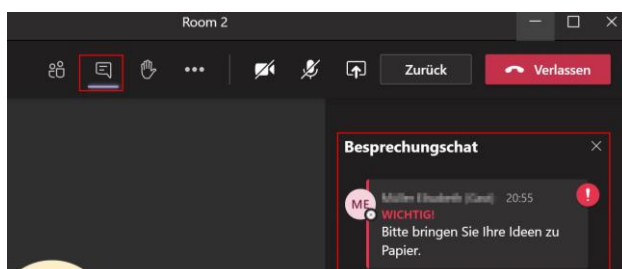 Room 2
Zurück
Verlassen
Besprechungschat
ME
20:55
WICHTIG!
Bitte bringen Sie Ihre Ideen zu
Papier.